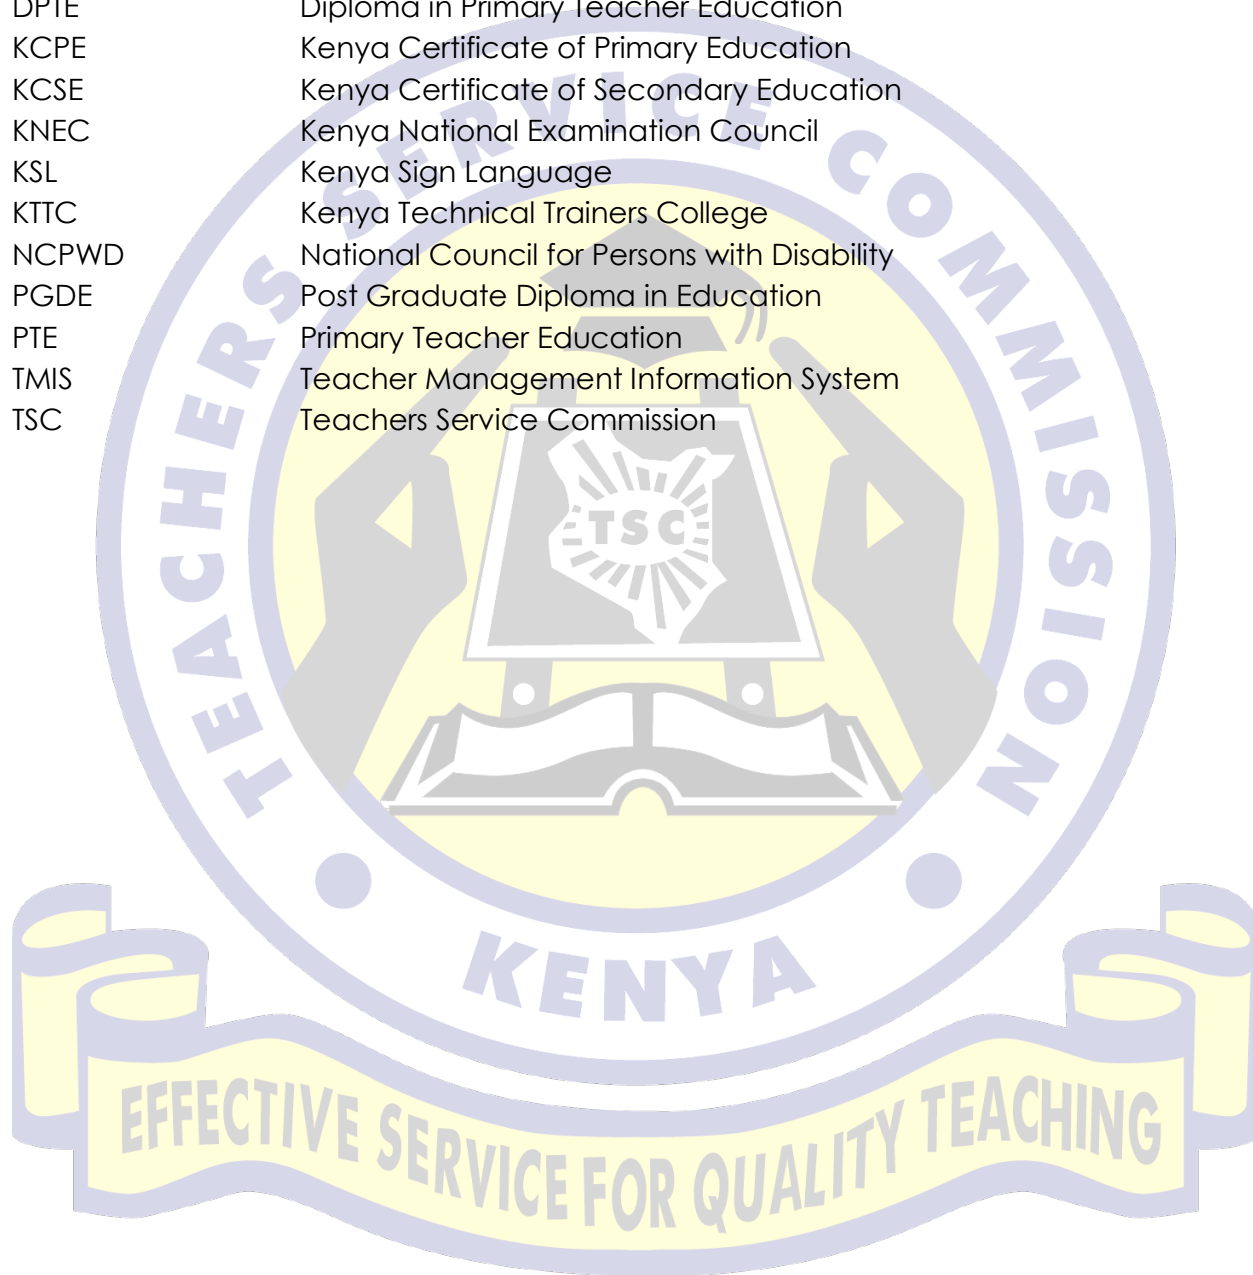 DPTE Diploma in Primary Teacher Education
KCPE Kenya Certificate of Primary Education
KCSE Kenya Certificate of Secondary Education
KNEC Kenya National Examination Council
KSL Kenya Sign Language
KTTC Kenya Technical Trainers College
NCPWD National Council for Persons with Disability
PGDE Post Graduate Diploma in Education
PTE Primary Teacher Education
TMIS Teacher Management Information System
TSC Teachers Service Commission
TEACHERS SERVICE COMMISSION
TSC
KENYA
EFFECTIVE SERVICE FOR QUALITY TEACHING